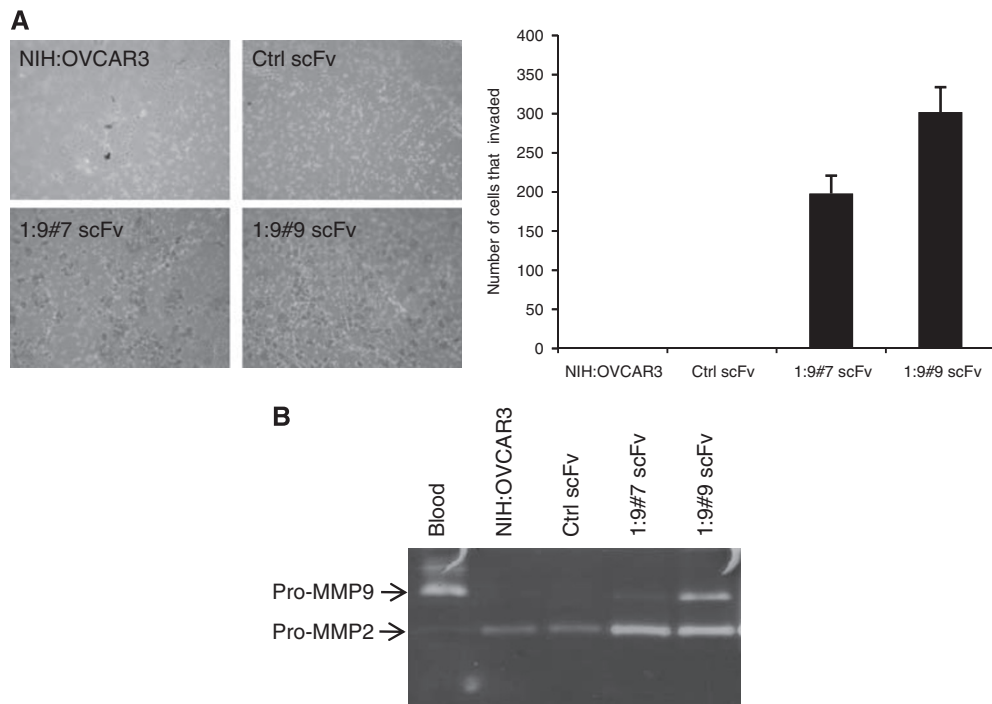 A
NIH:OVCAR3
Ctrl scFv
1:9#7 scFv
1:9#9 scFv
Number of cells that invaded
400
350
300
250
200
150
100
50
0
NIH:OVCAR3
Ctrl scFv
1:9#7 scFv
1:9#9 scFv
B
Blood
NIH:OVCAR3
Ctrl scFv
1:9#7 scFv
1:9#9 scFv
Pro-MMP9
Pro-MMP2